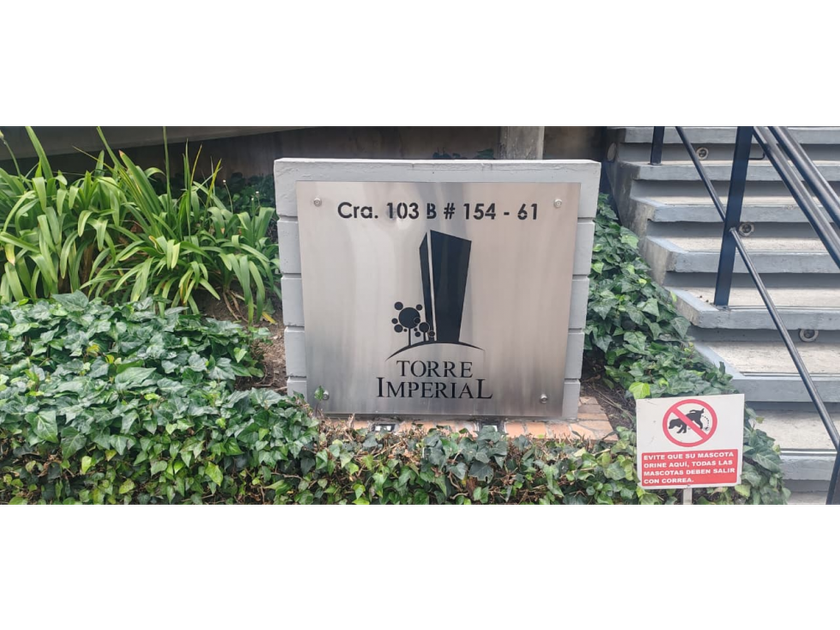 Cra. 103 B # 154 - 61
TORRE
IMPERIAL
EVITE QUE SU MASCOTA
ORINE AQUÍ, TODAS LAS
MASCOTAS DEBEN SALIR
CON CORREA.